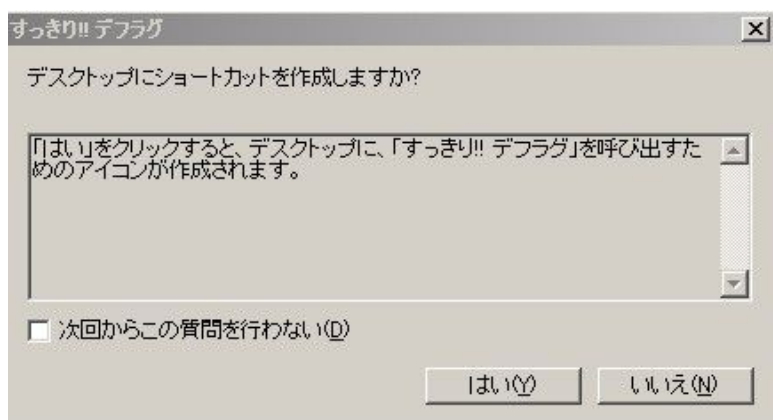 すっきり!! デフラグ
デスクトップにショートカットを作成しますか?
「はい」をクリックすると、デスクトップに、「すっきり!! デフラグ」を呼び出すた
めのアイコンが作成されます。
次回からこの質問を行わない(D)
はい(Y) いいえ(N)